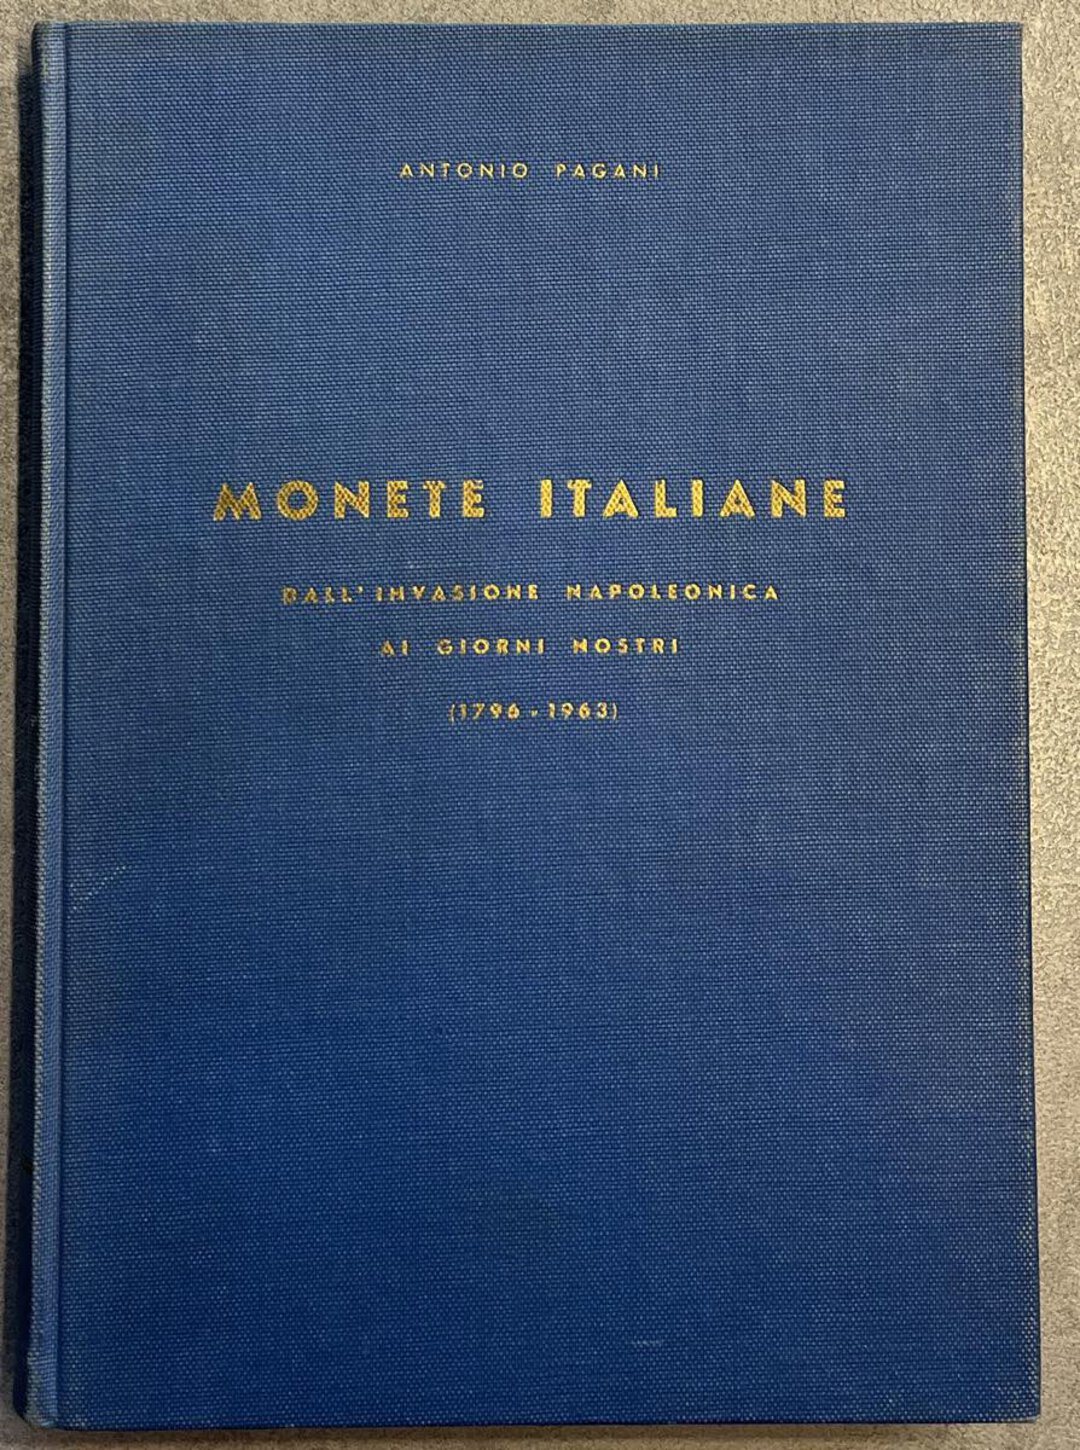 ANTONIO PAGANI
MONETE ITALIANE
DALL'INVASIONE NAPOLEONICA
AI GIORNI NOSTRI
(1796-1963)